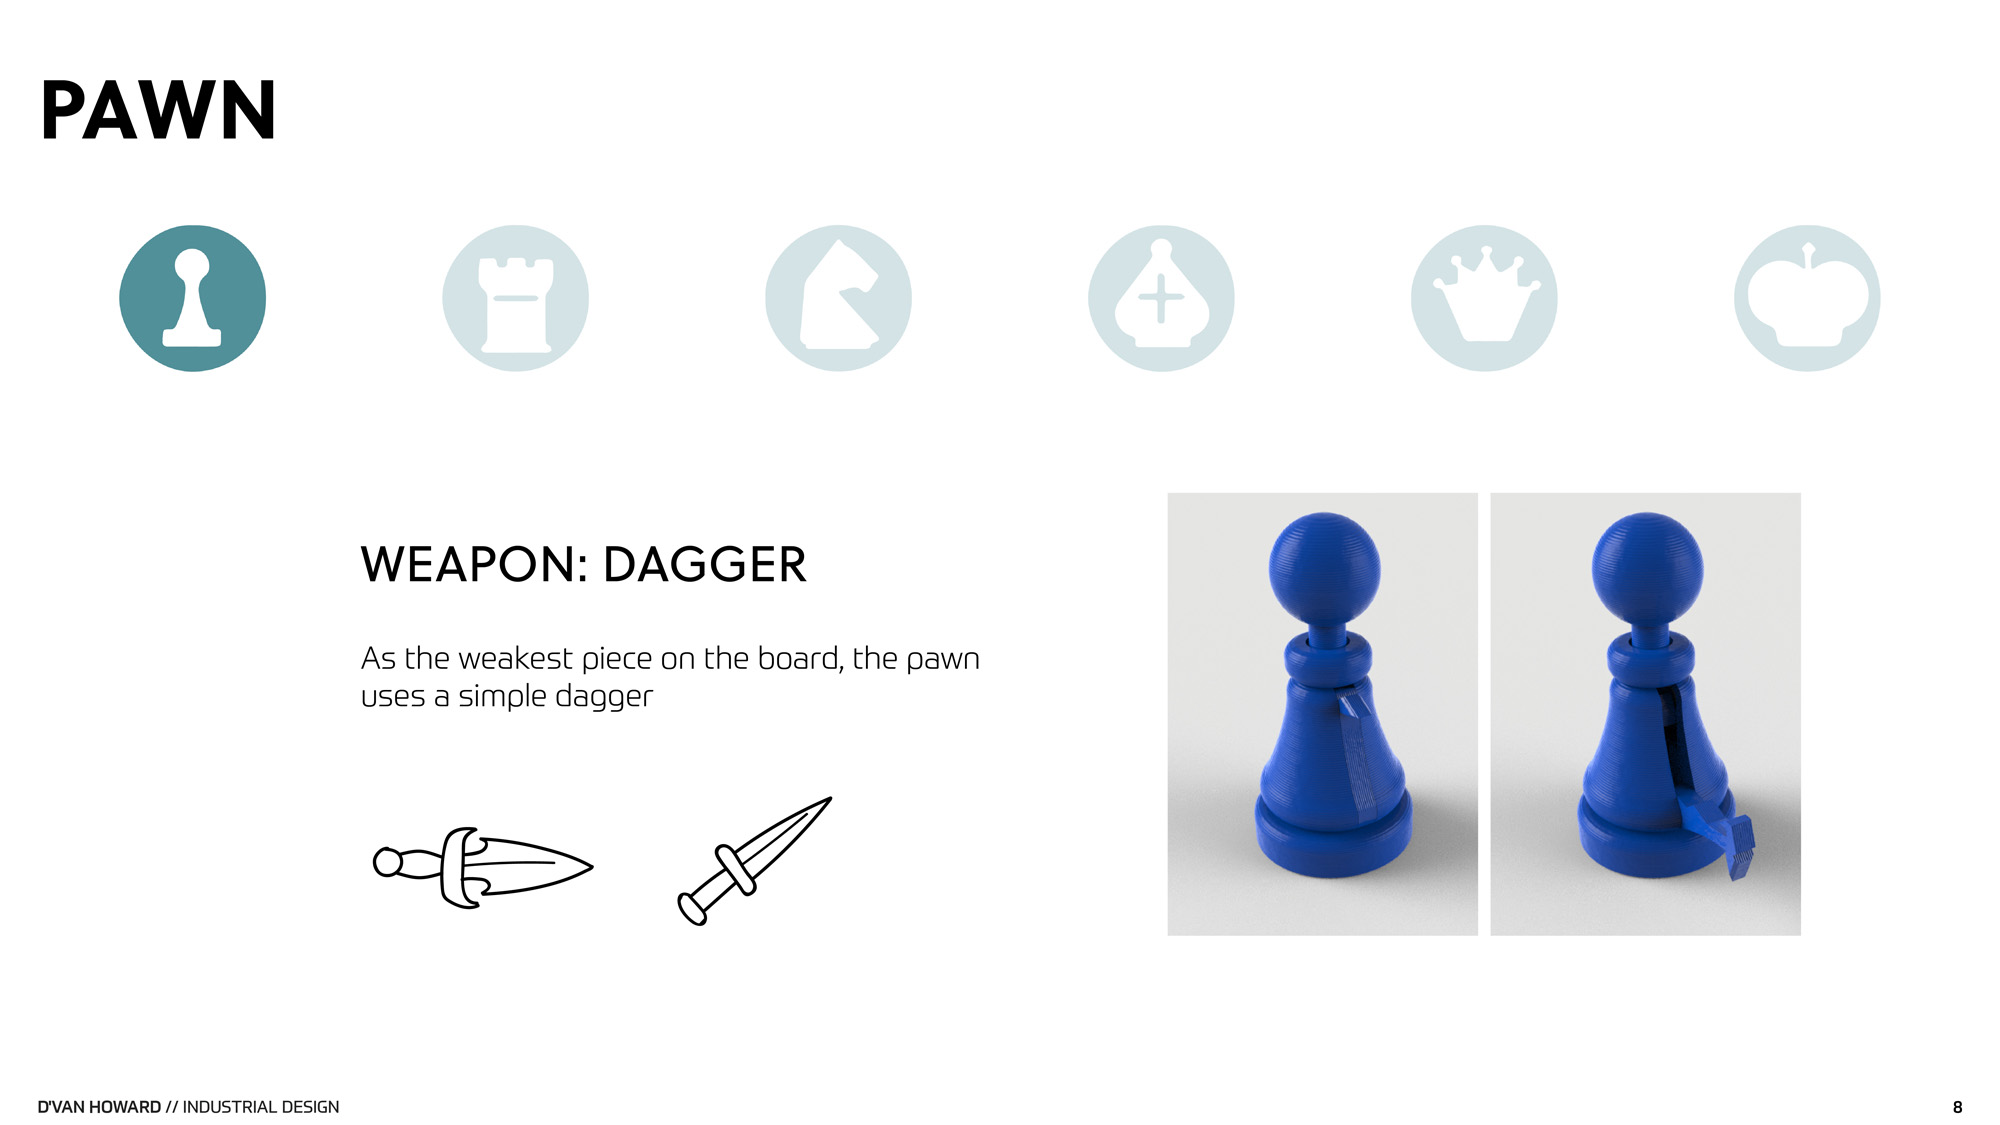 PAWN
WEAPON: DAGGER
As the weakest piece on the board, the pawn
uses a simple dagger
D'VAN HOWARD // INDUSTRIAL DESIGN
8